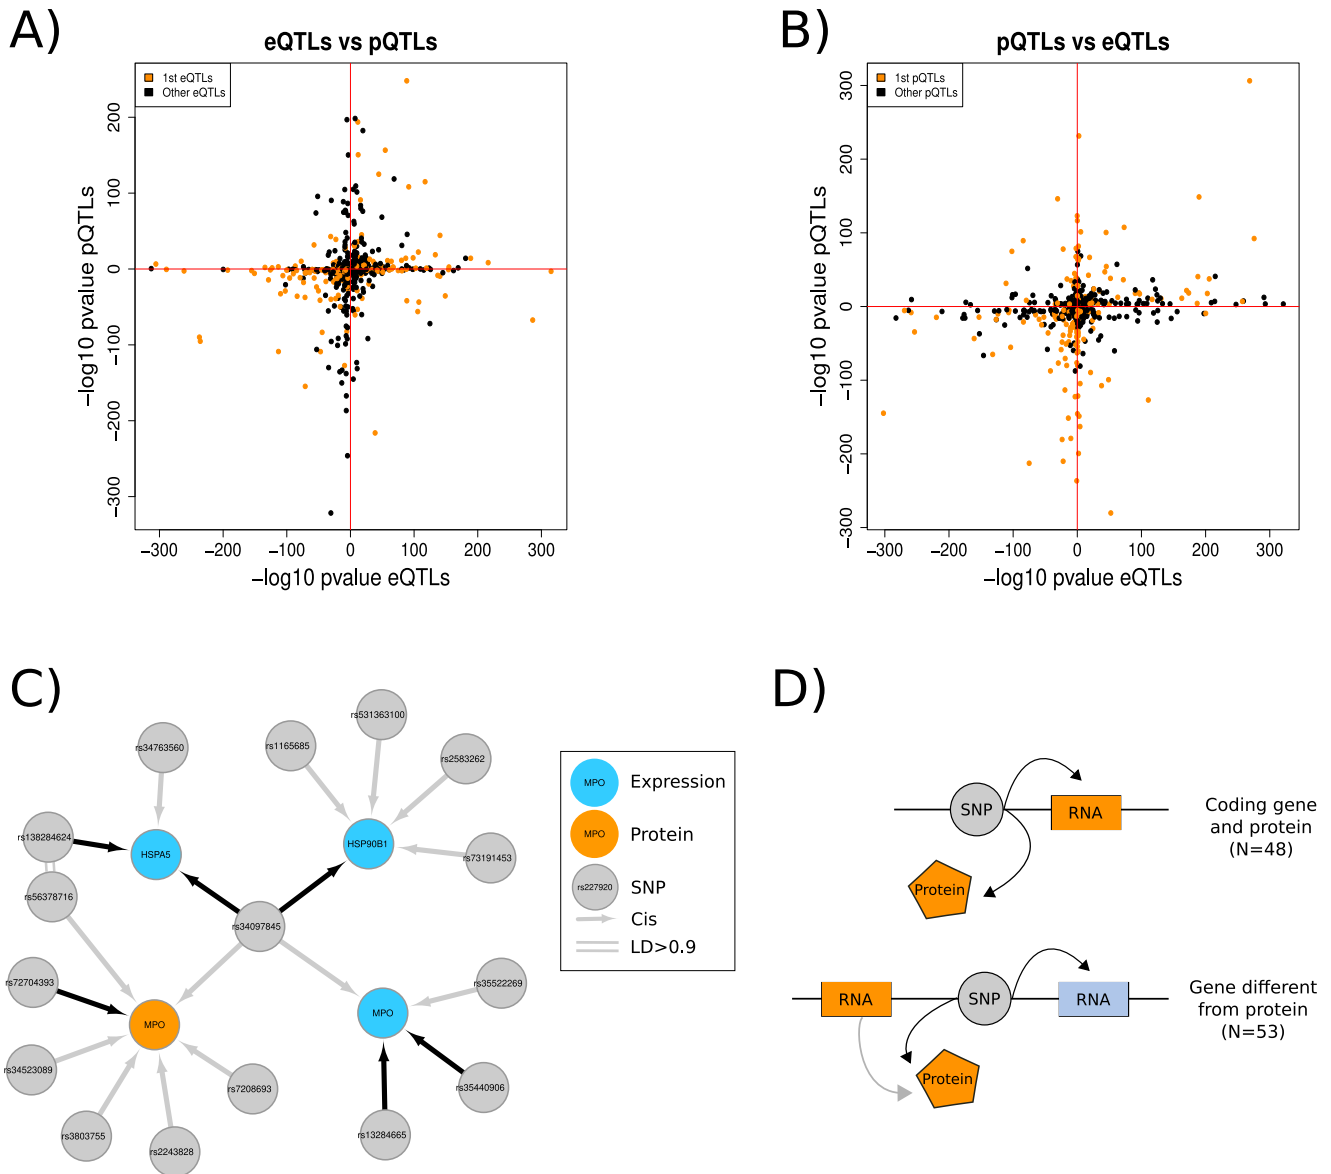 A)
eQTLs vs pQTLs
1st eQTLs
Other eQTLs
−log10 pvalue pQTLs
200
100
0
−100
−200
−300
−300 −200 −100 0 100 200 300
−log10 pvalue eQTLs
B)
pQTLs vs eQTLs
1st pQTLs
Other pQTLs
−log10 pvalue pQTLs
300
200
100
0
−100
−200
−300
−300 −200 −100 0 100 200 300
−log10 pvalue eQTLs
C)
rs531363100
rs34763560
rs1165685
rs2583262
rs138284624
HSPA5
HSP90B1
rs73191453
rs56378716
rs34097845
rs72704393
rs35522269
MPO
MPO
rs34523089
rs7208693
rs35440906
rs3803755
rs2243828
rs13284665
MPO
Expression
MPO
Protein
rs227920
SNP
Cis
LD>0.9
D)
SNP
RNA
Protein
Coding gene
and protein
(N=48)
RNA
SNP
RNA
Protein
Gene different
from protein
(N=53)